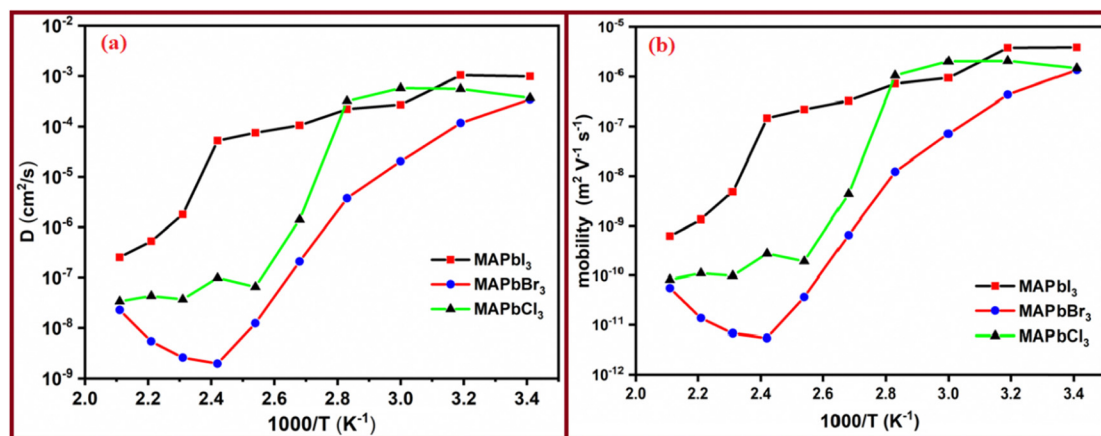 (a)
10⁻²
10⁻³
10⁻⁴
10⁻⁵
10⁻⁶
10⁻⁷
10⁻⁸
10⁻⁹
D (cm²/s)
MAPbI₃
MAPbBr₃
MAPbCl₃
2.0 2.2 2.4 2.6 2.8 3.0 3.2 3.4
1000/T (K⁻¹)
(b)
10⁻⁵
10⁻⁶
10⁻⁷
10⁻⁸
10⁻⁹
10⁻¹⁰
10⁻¹¹
10⁻¹²
mobility (m² V⁻¹ s⁻¹)
MAPbI₃
MAPbBr₃
MAPbCl₃
2.0 2.2 2.4 2.6 2.8 3.0 3.2 3.4
1000/T (K⁻¹)